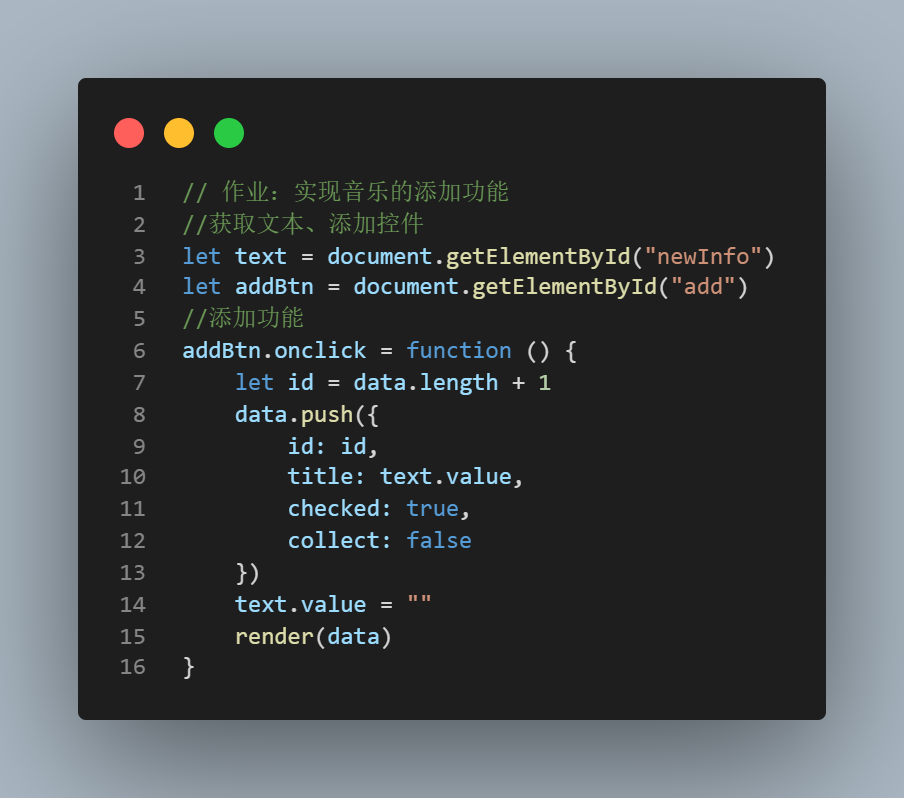 1 // 作业：实现音乐的添加功能
2 //获取文本、添加控件
3 let text = document.getElementById("newInfo")
4 let addBtn = document.getElementById("add")
5 //添加功能
6 addBtn.onclick = function () {
7     let id = data.length + 1
8     data.push({
9         id: id,
10         title: text.value,
11         checked: true,
12         collect: false
13     })
14     text.value = ""
15     render(data)
16 }